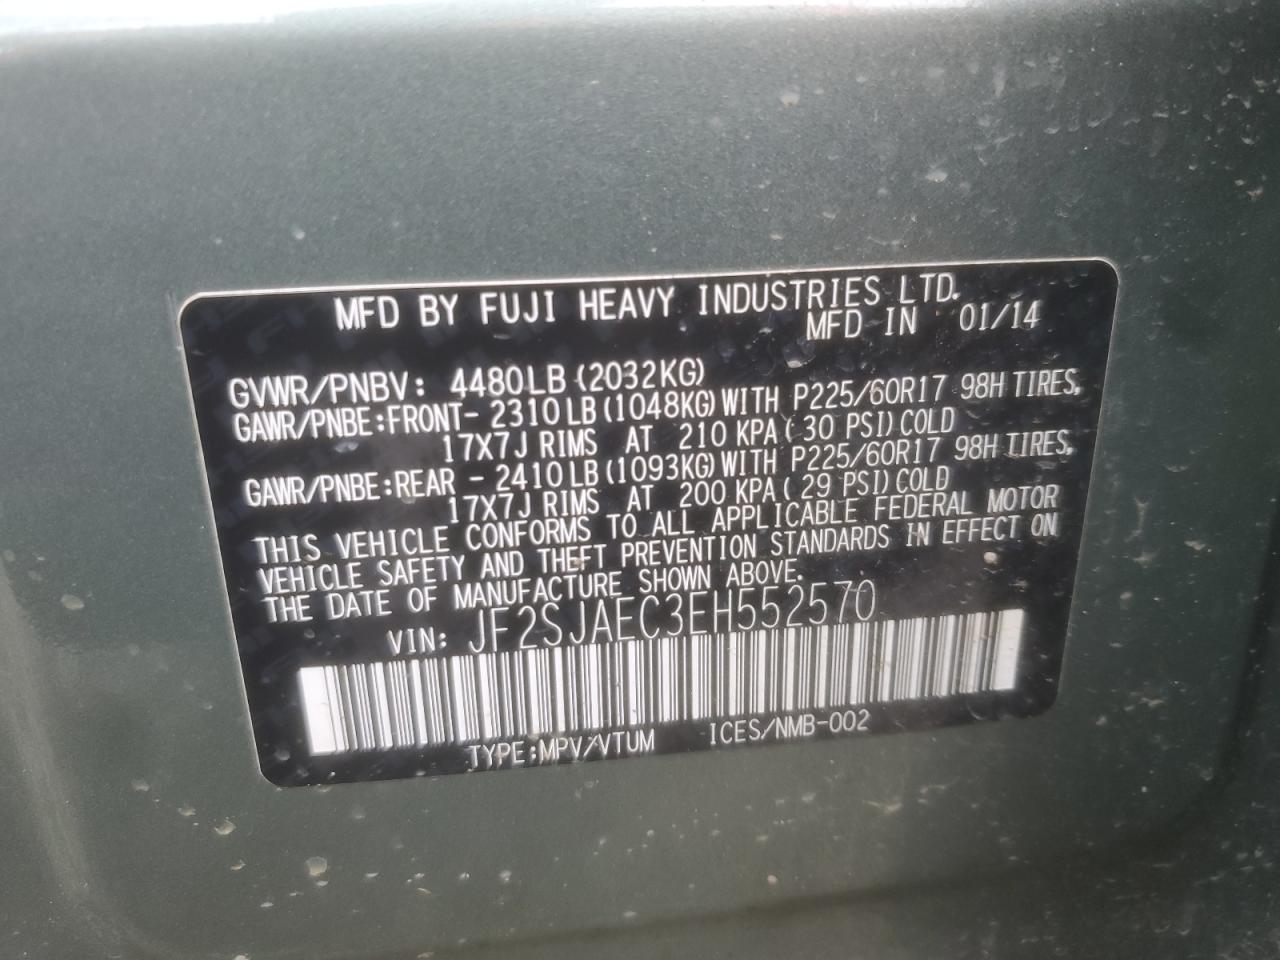 MFD BY FUJI HEAVY INDUSTRIES LTD.
MFD IN 01/14
GVWR/PNBV: 4480LB (2032KG)
GAWR/PNBE:FRONT- 2310LB (1048KG) WITH P225/60R17 98H TIRES,
17X7J RIMS AT 210 KPA( 30 PSI)COLD
GAWR/PNBE:REAR - 2410LB (1093KG) WITH P225/60R17 98H TIRES,
17X7J RIMS AT 200 KPA( 29 PSI)COLD
THIS VEHICLE CONFORMS TO ALL APPLICABLE FEDERAL MOTOR
VEHICLE SAFETY AND THEFT PREVENTION STANDARDS IN EFFECT ON
THE DATE OF MANUFACTURE SHOWN ABOVE.
VIN: JF2SJAEC3EH552570
TYPE:MPV/VTUM ICES/NMB-002